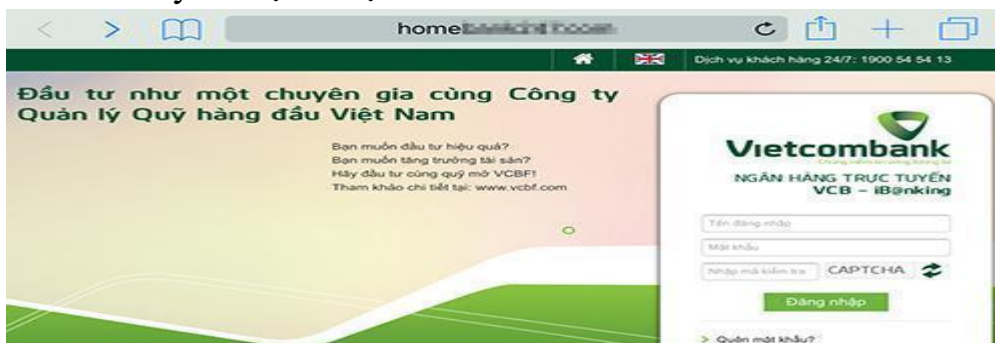 home
Dịch vụ khách hàng 24/7: 1900 54 54 13
Đầu tư như một chuyên gia cùng Công ty
Quản lý Quỹ hàng đầu Việt Nam
Bạn muốn đầu tư hiệu quả?
Bạn muốn tăng trưởng tài sản?
Hãy đầu tư cùng quỹ mở VCBF!
Tham khảo chi tiết tại: www.vcbf.com
Vietcombank
NGÂN HÀNG TRỰC TUYẾN
VCB – iB@nking
Tên đăng nhập
Mật khẩu
Nhập mã kiểm tra CAPTCHA
Đăng nhập
> Quên mật khẩu?